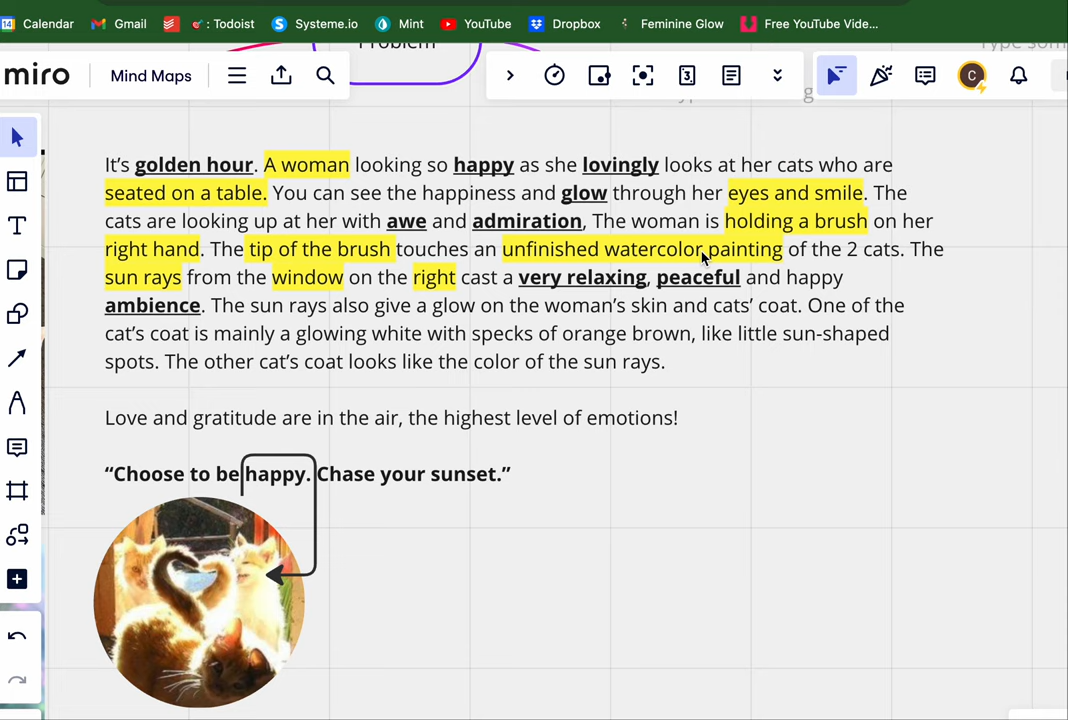 14 Calendar Gmail : Todoist Systeme.io Mint YouTube Dropbox Feminine Glow Free YouTube Vide...
Problem
miro Mind Maps 3 C
It's golden hour. A woman looking so happy as she lovingly looks at her cats who are
seated on a table. You can see the happiness and glow through her eyes and smile. The
cats are looking up at her with awe and admiration, The woman is holding a brush on her
right hand. The tip of the brush touches an unfinished watercolor painting of the 2 cats. The
sun rays from the window on the right cast a very relaxing, peaceful and happy
ambience. The sun rays also give a glow on the woman's skin and cats' coat. One of the
cat's coat is mainly a glowing white with specks of orange brown, like little sun-shaped
spots. The other cat's coat looks like the color of the sun rays.
Love and gratitude are in the air, the highest level of emotions!
“Choose to be happy. Chase your sunset.”